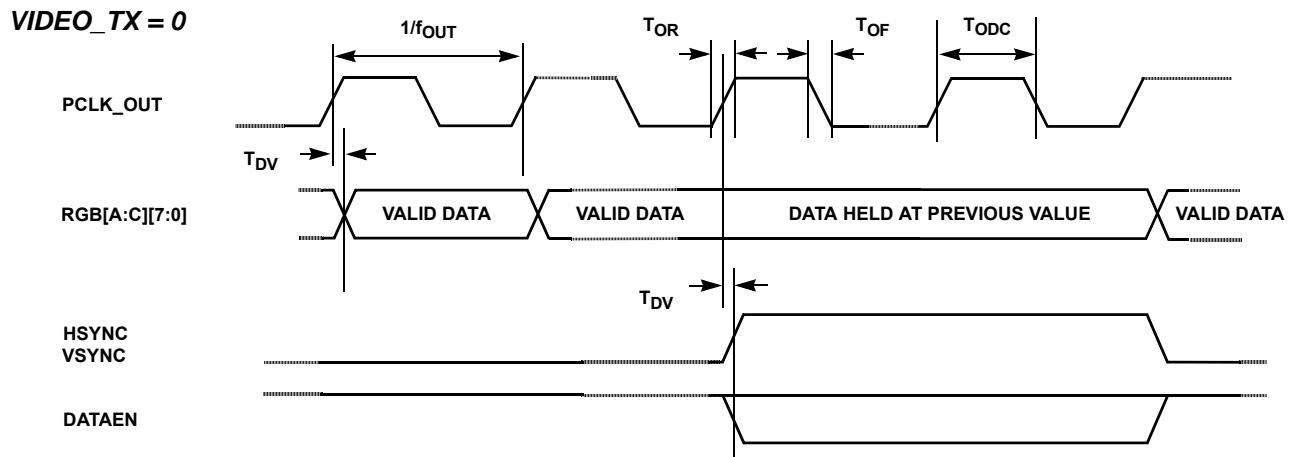 VIDEO_TX = 0
1/fOUT
TOR
TOF
TODC
PCLK_OUT
TDV
RGB[A:C][7:0]
VALID DATA
VALID DATA
DATA HELD AT PREVIOUS VALUE
VALID DATA
TDV
HSYNC
VSYNC
DATAEN